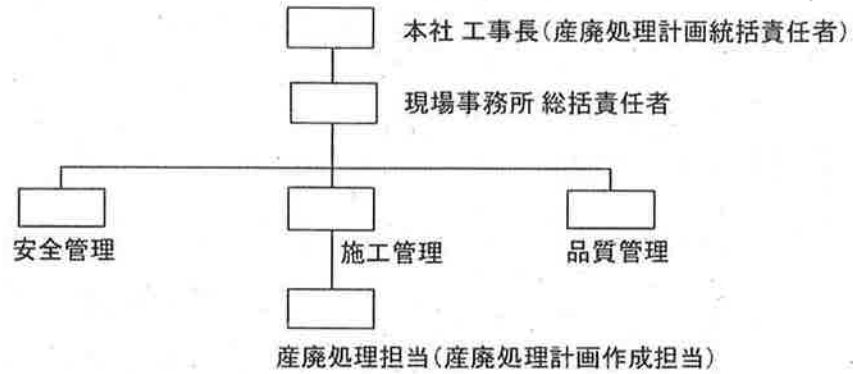 本社 工事長(産廃処理計画統括責任者)
現場事務所 総括責任者
安全管理
施工管理
品質管理
産廃処理担当(産廃処理計画作成担当)